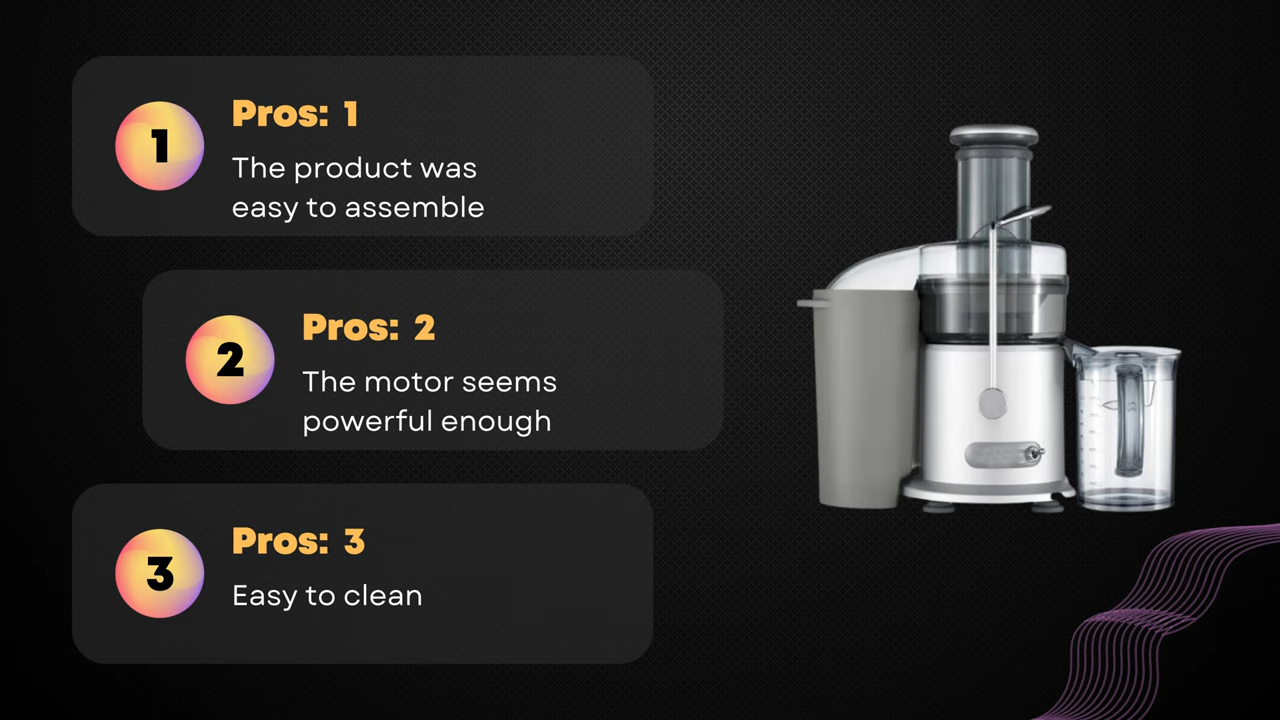 1
Pros: 1
The product was
easy to assemble
2
Pros: 2
The motor seems
powerful enough
3
Pros: 3
Easy to clean